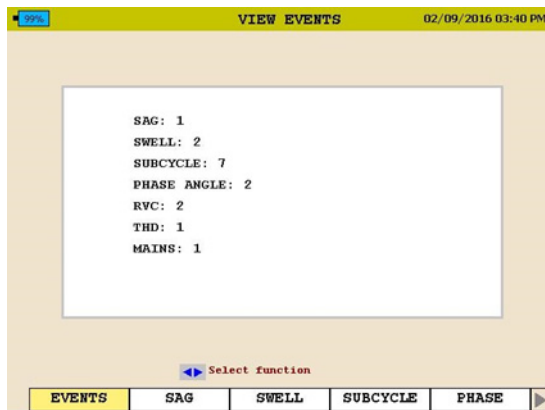 99% VIEW EVENTS 02/09/2016 03:40 PM
SAG: 1
SWELL: 2
SUBCYCLE: 7
PHASE ANGLE: 2
RVC: 2
THD: 1
MAINS: 1
Select function
EVENTS SAG SWELL SUBCYCLE PHASE